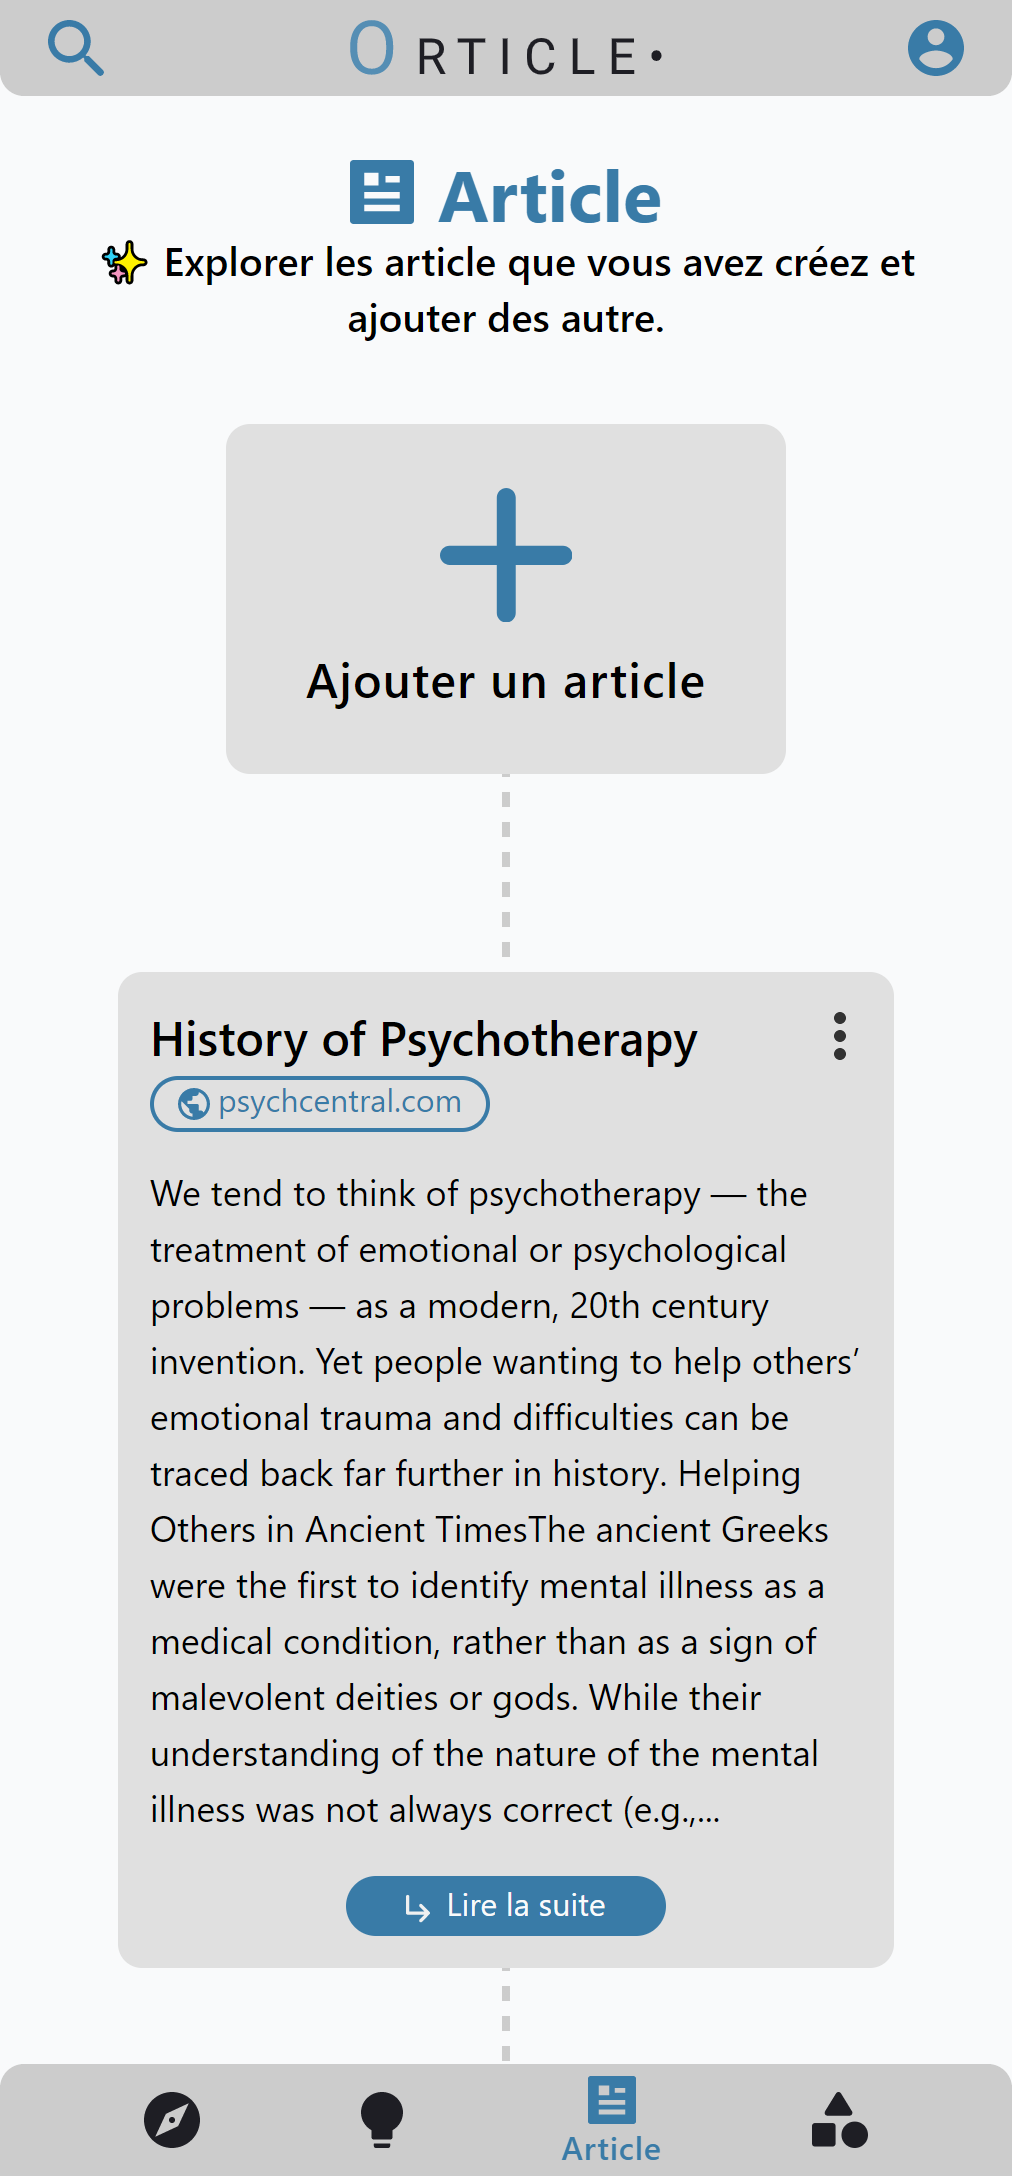 ORTICLE•
Article
✨ Explorer les article que vous avez créez et
ajouter des autre.
Ajouter un article
History of Psychotherapy
psychcentral.com
We tend to think of psychotherapy — the
treatment of emotional or psychological
problems — as a modern, 20th century
invention. Yet people wanting to help others’
emotional trauma and difficulties can be
traced back far further in history. Helping
Others in Ancient TimesThe ancient Greeks
were the first to identify mental illness as a
medical condition, rather than as a sign of
malevolent deities or gods. While their
understanding of the nature of the mental
illness was not always correct (e.g.,...
Lire la suite
Article